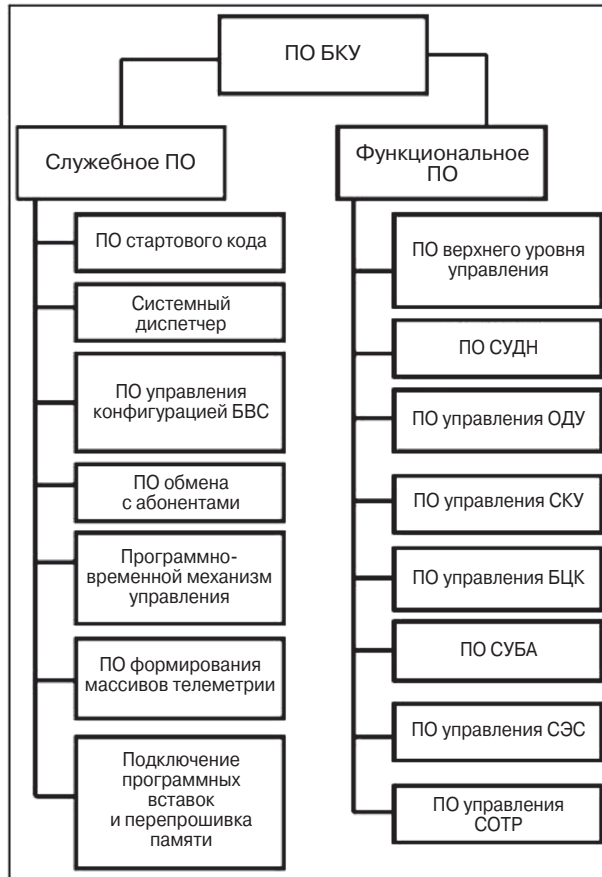 ПО БКУ
Служебное ПО
ПО стартового кода
Системный
диспетчер
ПО управления
конфигурацией БВС
ПО обмена
с абонентами
Программно-
временной механизм
управления
ПО формирования
массивов телеметрии
Подключение
программных
вставок
и перепрошивка
памяти
Функциональное
ПО
ПО верхнего уровня
управления
ПО СУДН
ПО управления ОДУ
ПО управления СКУ
ПО управления БЦК
ПО СУБА
ПО управления СЭС
ПО управления
СОТР